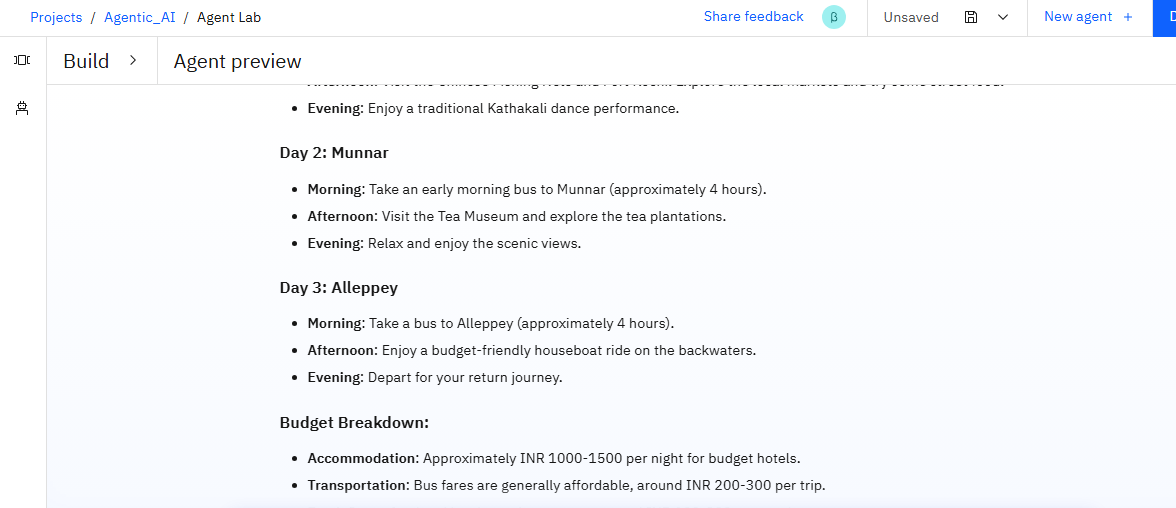 Projects / Agentic_AI / Agent Lab
Share feedback β Unsaved New agent +
Build > Agent preview
Evening: Enjoy a traditional Kathakali dance performance.
Day 2: Munnar
Morning: Take an early morning bus to Munnar (approximately 4 hours).
Afternoon: Visit the Tea Museum and explore the tea plantations.
Evening: Relax and enjoy the scenic views.
Day 3: Alleppey
Morning: Take a bus to Alleppey (approximately 4 hours).
Afternoon: Enjoy a budget-friendly houseboat ride on the backwaters.
Evening: Depart for your return journey.
Budget Breakdown:
Accommodation: Approximately INR 1000-1500 per night for budget hotels.
Transportation: Bus fares are generally affordable, around INR 200-300 per trip.